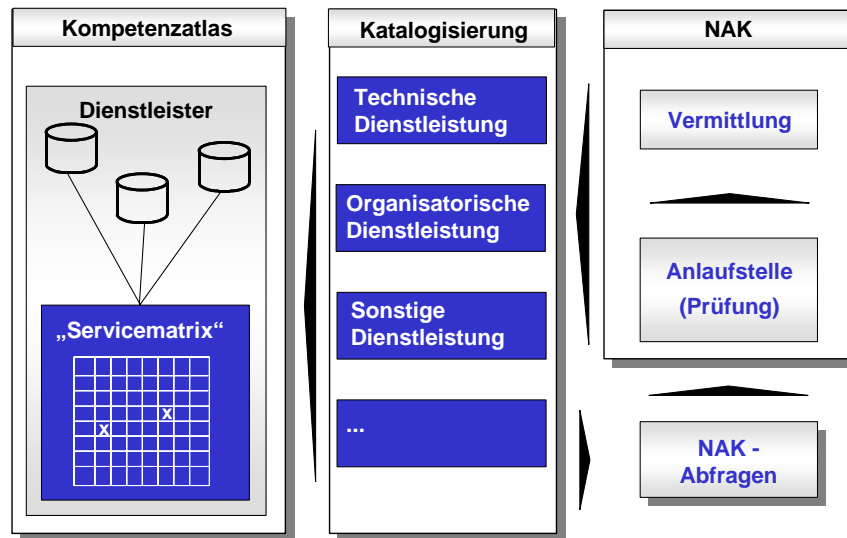 Kompetenzatlas
Dienstleister
„Servicematrix“
x
x
Katalogisierung
Technische
Dienstleistung
Organisatorische
Dienstleistung
Sonstige
Dienstleistung
...
NAK
Vermittlung
Anlaufstelle
(Prüfung)
NAK -
Abfragen